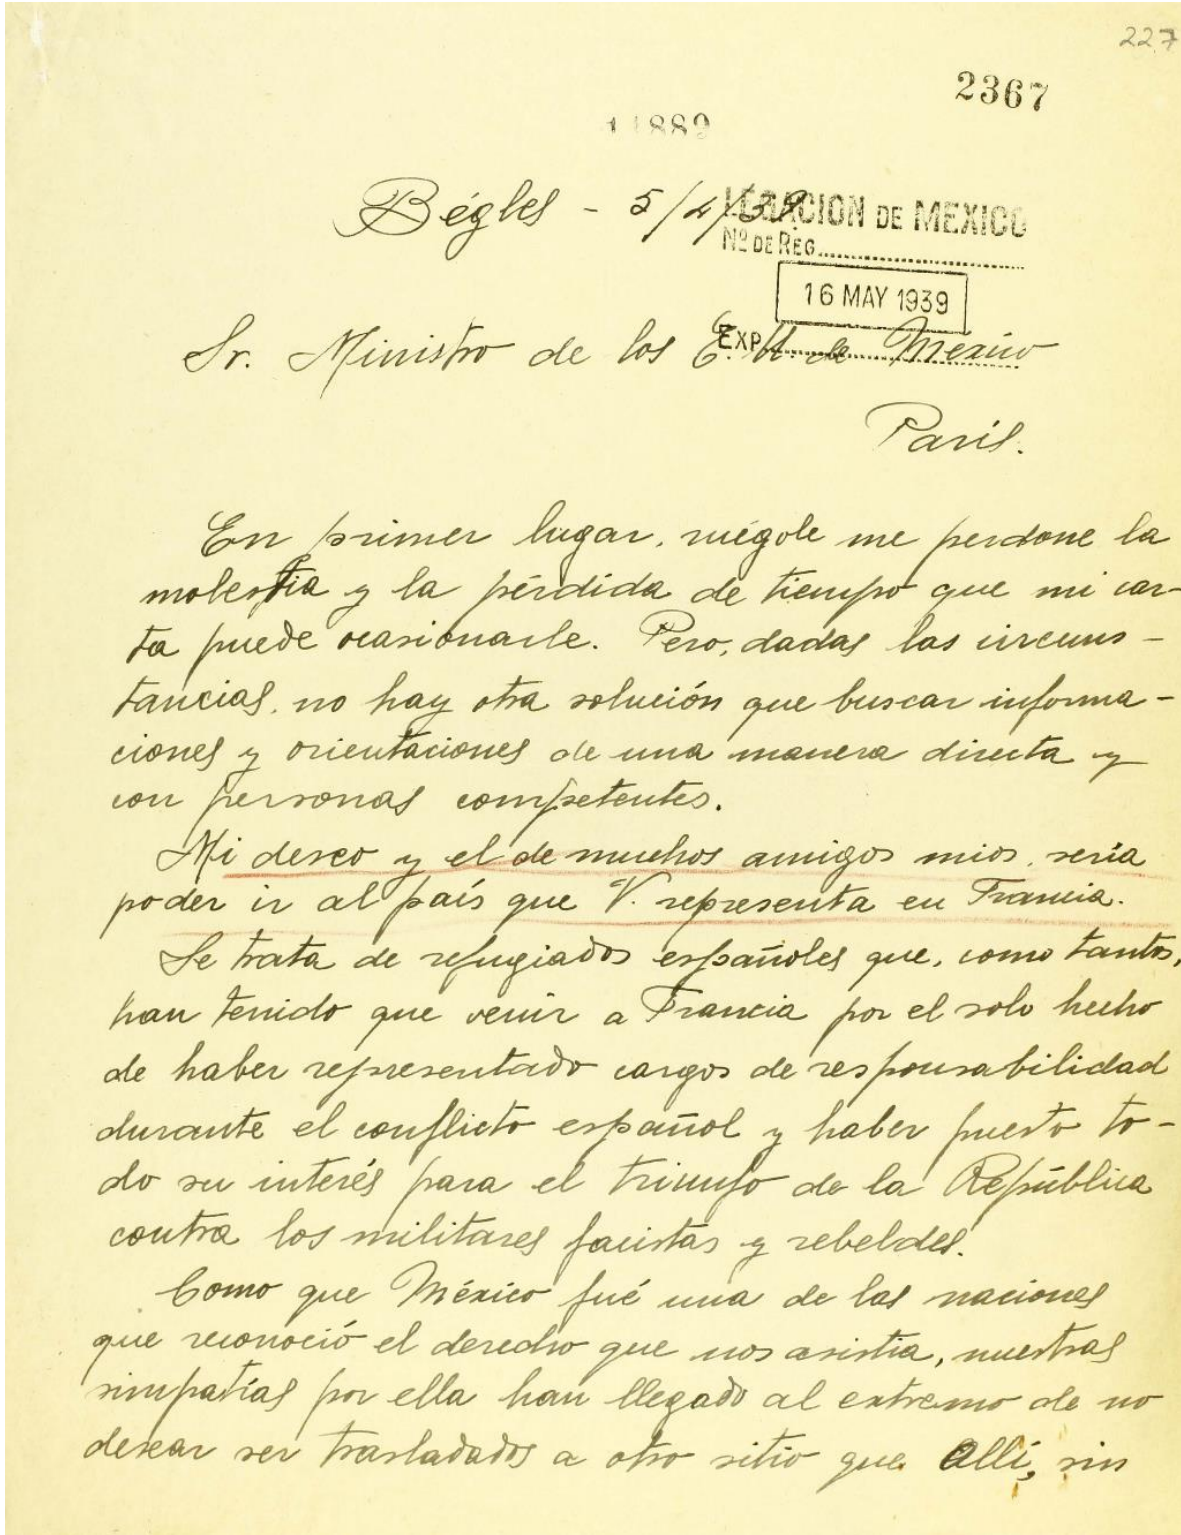 227
2367
11889
Bégles - 5/4/39
LEGACION DE MEXICO
Nº DE REG.
16 MAY 1939
EXP.
Sr. Ministro de los E. U. de Mexico
París.
En primer lugar, ruégole me perdone la
molestia y la pérdida de tiempo que mi car-
ta puede ocasionarle. Pero, dadas las circuns-
tancias, no hay otra solución que buscar informa-
ciones y orientaciones de una manera directa y
con personas competentes.
Mi deseo y el de muchos amigos mios, sería
poder ir al país que V. representa en Francia.
Se trata de refugiados españoles que, como tantos,
han tenido que venir a Francia por el solo hecho
de haber representado cargos de responsabilidad
durante el conflicto español y haber puesto to-
do su interés para el triunfo de la República
contra los militares facistas y rebeldes.
Como que México fué una de las naciones
que reconoció el derecho que nos asistia, nuestras
simpatías por ella han llegado al extremo de no
desear ser trasladados a otro sitio que allí, sin